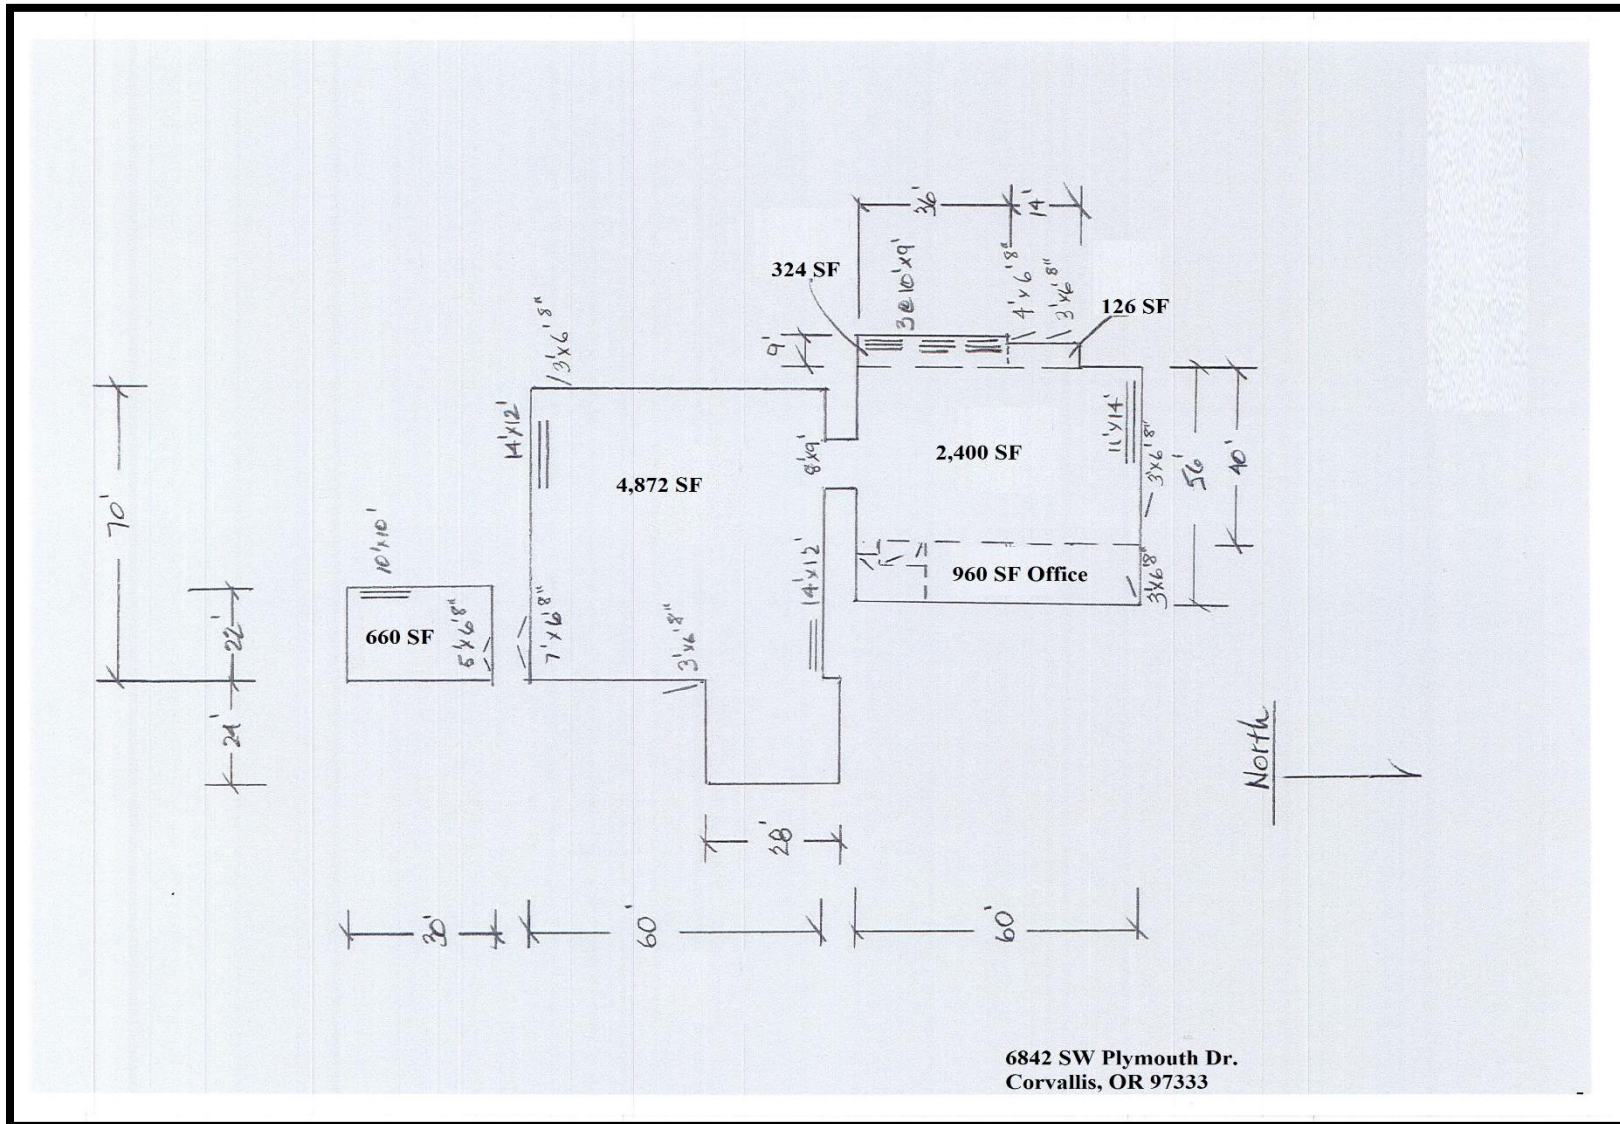 36'
14'
324 SF
3@10'x9'
4'x6'8"
3'x6'8"
126 SF
9'
3'x6'8"
70'
14'x12'
8'x9'
2,400 SF
11'x14'
3'x6'8"
56'
40'
4,872 SF
10'x10'
22'
660 SF
5'x6'8"
7'x6'8"
3'x6'8"
14'x12'
960 SF Office
3'x6'8"
24'
North
28'
30'
60'
60'
6842 SW Plymouth Dr.
Corvallis, OR 97333